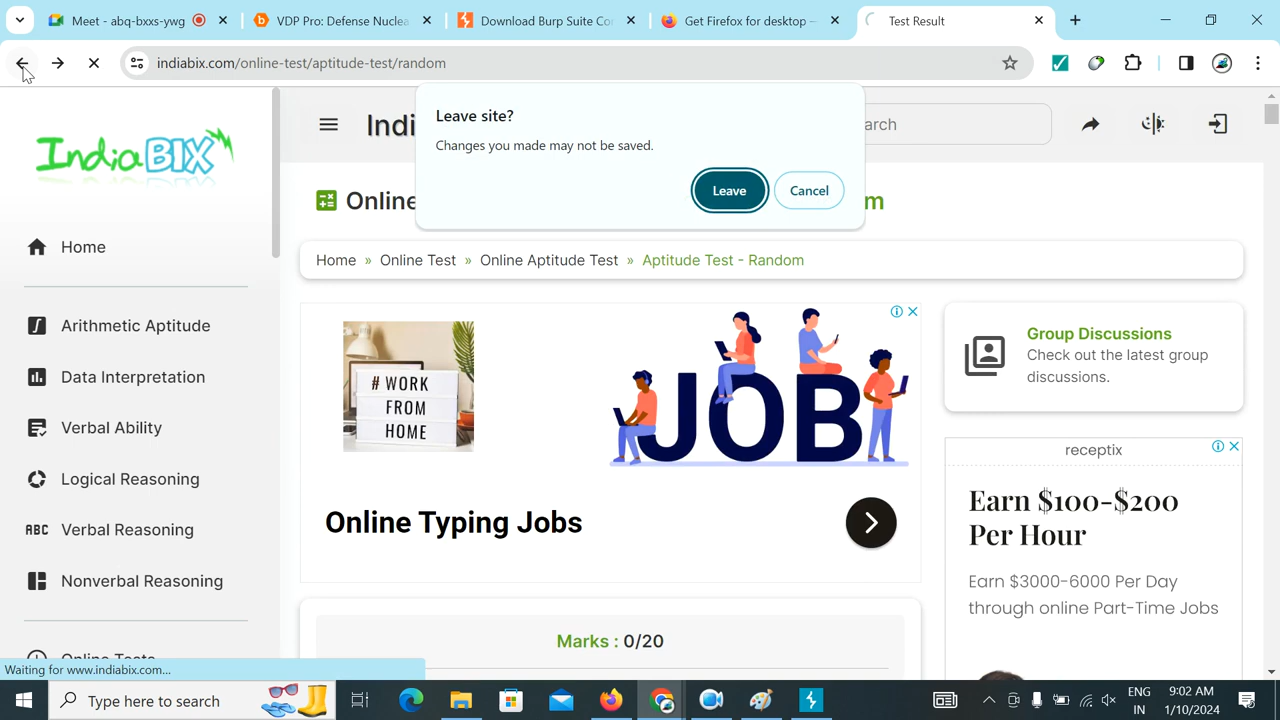 Meet - abq-bxxs-ywg
VDP Pro: Defense Nucle
Download Burp Suite Co
Get Firefox for desktop —
Test Result
indiabix.com/online-test/aptitude-test/random
Leave site?
Changes you made may not be saved.
Leave
Cancel
IndiaBIX
Indi
arch
Online
m
Home » Online Test » Online Aptitude Test » Aptitude Test - Random
Home
Arithmetic Aptitude
Data Interpretation
Verbal Ability
Logical Reasoning
ABC Verbal Reasoning
Nonverbal Reasoning
Online Tests
# WORK
FROM
HOME
JOB
Online Typing Jobs
Marks : 0/20
Group Discussions
Check out the latest group
discussions.
receptix
Earn $100-$200
Per Hour
Earn $3000-6000 Per Day
through online Part-Time Jobs
Waiting for www.indiabix.com...
Type here to search
ENG
IN
9:02 AM
1/10/2024